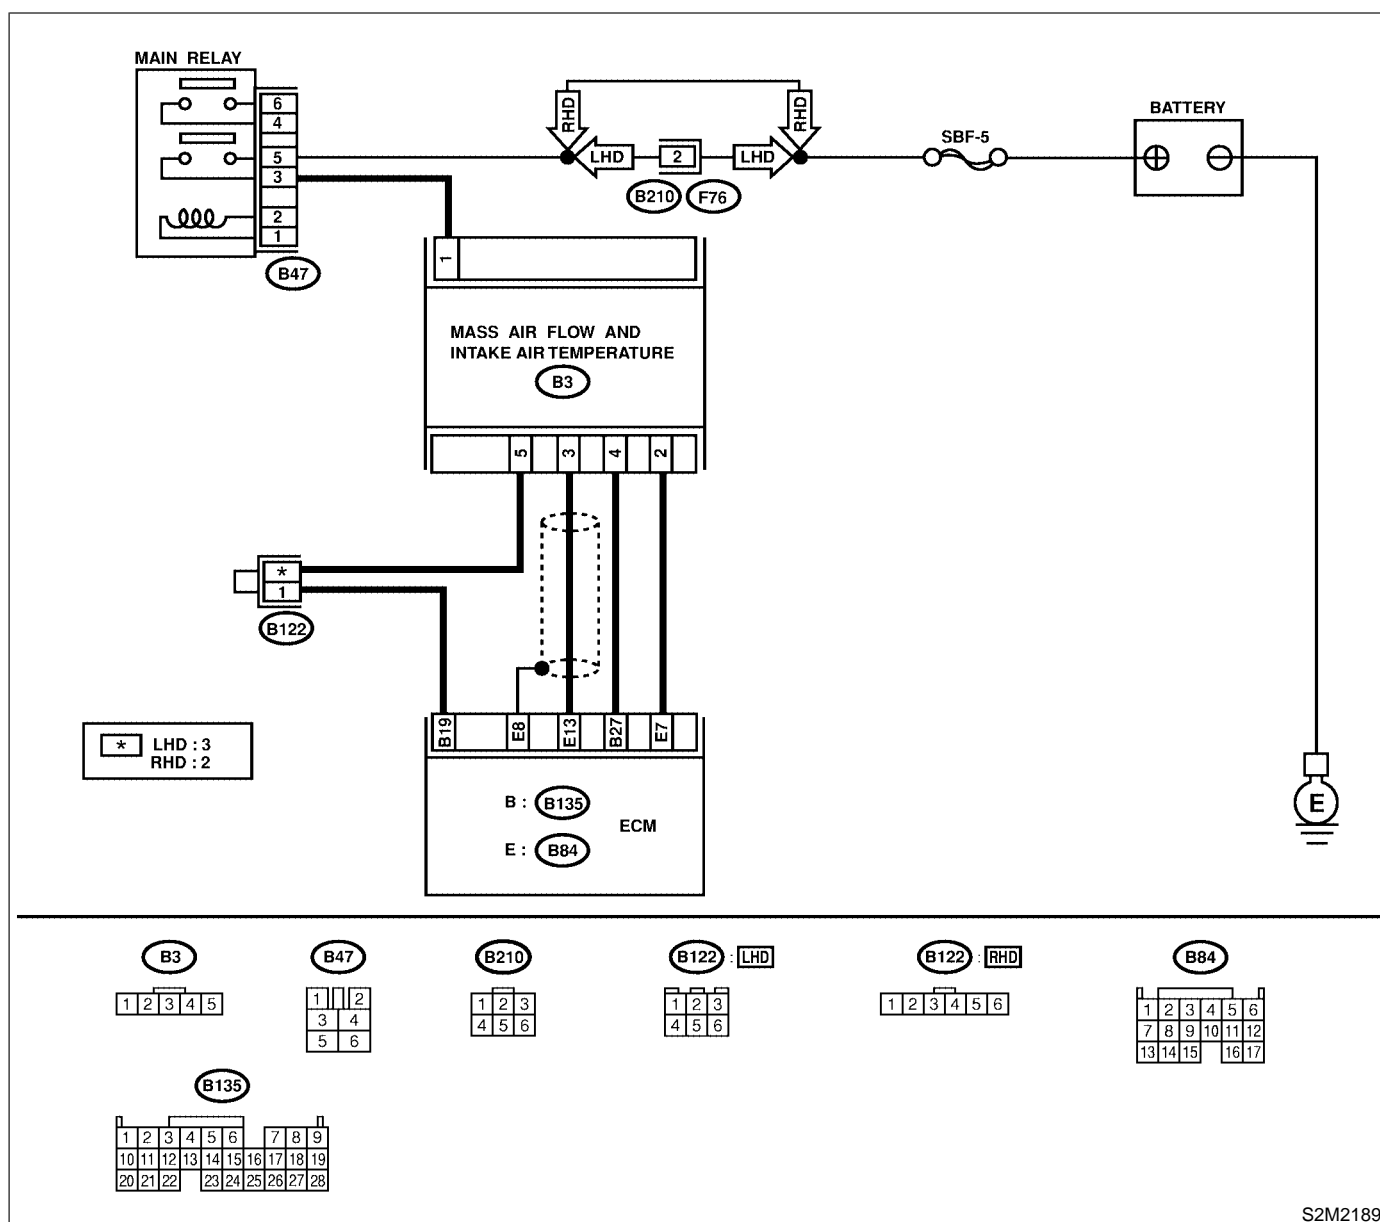 MAIN RELAY
6
4
5
3
2
1
B47
RHD
RHD
LHD
2
LHD
B210
F76
SBF-5
BATTERY
1
MASS AIR FLOW AND
INTAKE AIR TEMPERATURE
B3
5 3 4 2
*
1
B122
B19 E8 E13 B27 E7
* LHD : 3
RHD : 2
B : B135
ECM
E : B84
E
B3
1 2 3 4 5
B47
1 2
3 4
5 6
B210
1 2 3
4 5 6
B122 : LHD
1 2 3
4 5 6
B122 : RHD
1 2 3 4 5 6
B84
1 2 3 4 5 6
7 8 9 10 11 12
13 14 15 16 17
B135
1 2 3 4 5 6 7 8 9
10 11 12 13 14 15 16 17 18 19
20 21 22 23 24 25 26 27 28
S2M2189